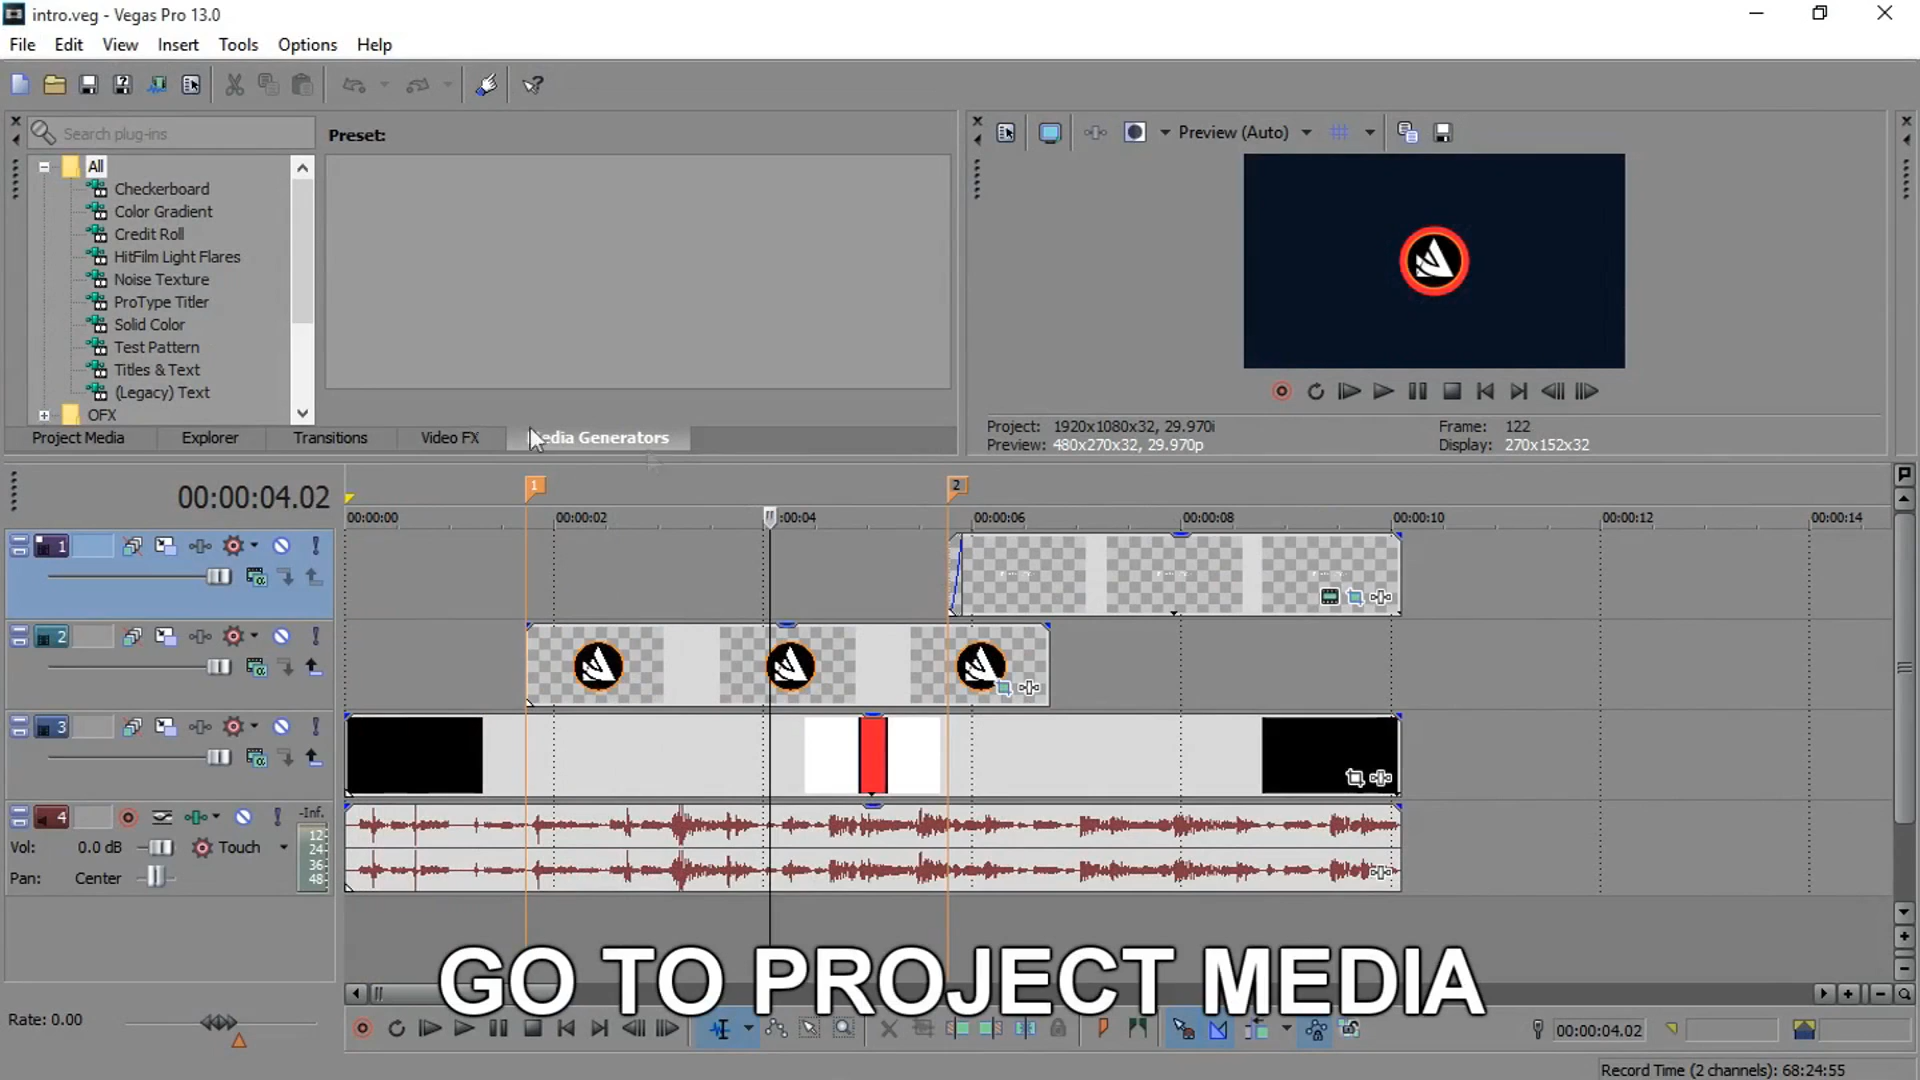 intro.veg - Vegas Pro 13.0
File Edit View Insert Tools Options Help
Search plug-ins
Preset:
Preview (Auto)
All
Checkerboard
Color Gradient
Credit Roll
HitFilm Light Flares
Noise Texture
ProType Titler
Solid Color
Test Pattern
Titles & Text
(Legacy) Text
OFX
Project: 1920x1080x32, 29.970i
Frame: 122
Preview: 480x270x32, 29.970p
Display: 270x152x32
Project Media Explorer Transitions Video FX Media Generators
00:00:04.02
1 2
00:00:00 00:00:02 :00:04 00:00:06 00:00:08 00:00:10 00:00:12 00:00:14
1
2
3
4
-Inf.
12
24
36
48
Vol: 0.0 dB Touch
Pan: Center
GO TO PROJECT MEDIA
Rate: 0.00
00:00:04.02
Record Time (2 channels): 68:24:55